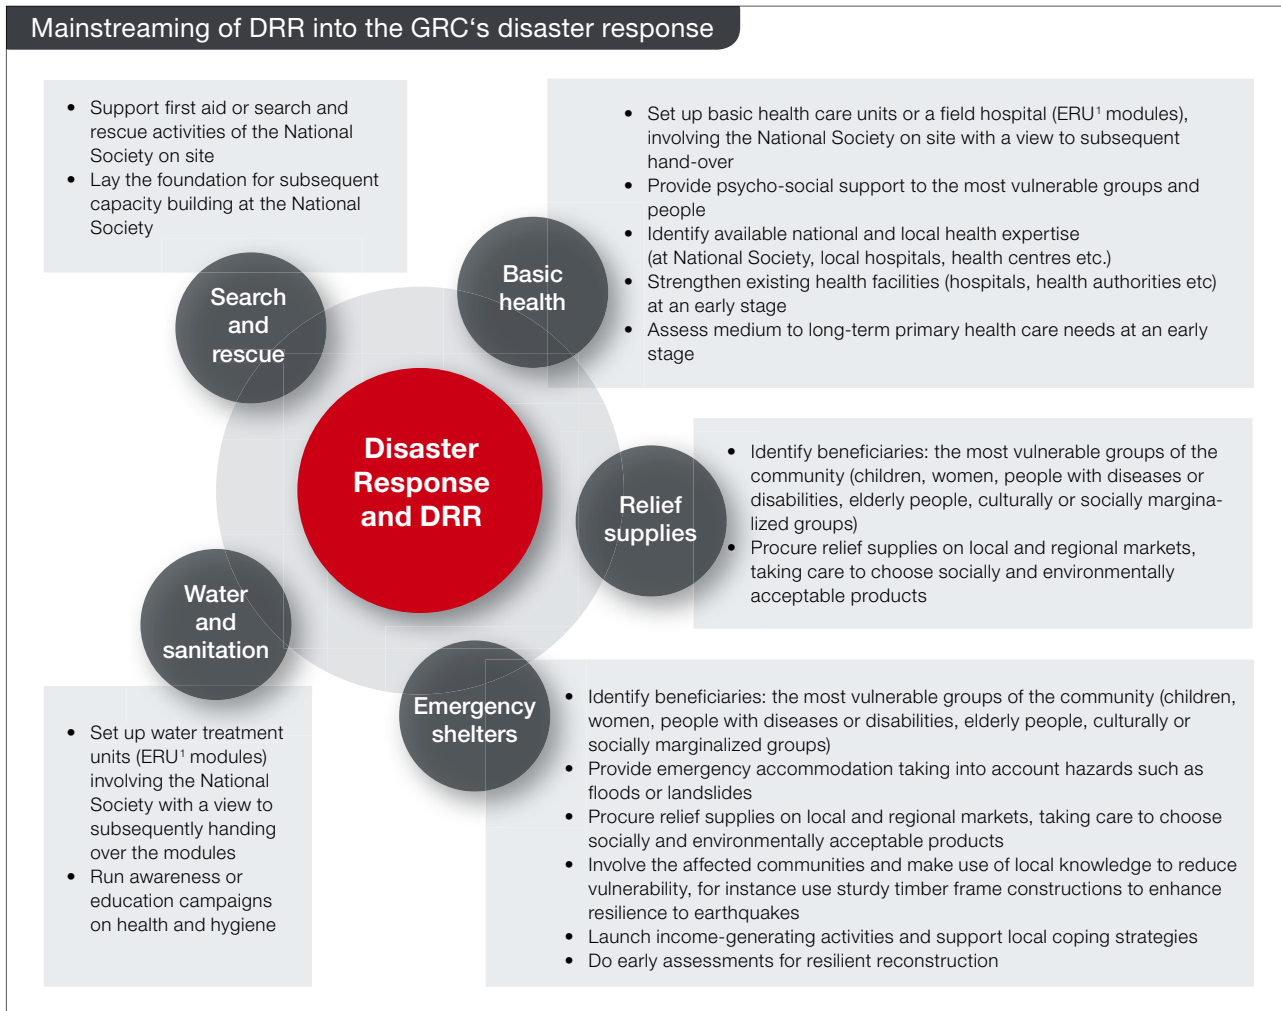 Mainstreaming of DRR into the GRC‘s disaster response
• Support first aid or search and
rescue activities of the National
Society on site
• Lay the foundation for subsequent
capacity building at the National
Society
Search
and
rescue
• Set up basic health care units or a field hospital (ERU¹ modules),
involving the National Society on site with a view to subsequent
hand-over
• Provide psycho-social support to the most vulnerable groups and
people
• Identify available national and local health expertise
(at National Society, local hospitals, health centres etc.)
• Strengthen existing health facilities (hospitals, health authorities etc)
at an early stage
• Assess medium to long-term primary health care needs at an early
stage
Basic
health
Disaster
Response
and DRR
Relief
supplies
• Identify beneficiaries: the most vulnerable groups of the
community (children, women, people with diseases or
disabilities, elderly people, culturally or socially margina-
lized groups)
• Procure relief supplies on local and regional markets,
taking care to choose socially and environmentally
acceptable products
Water
and
sanitation
• Set up water treatment
units (ERU¹ modules)
involving the National
Society with a view to
subsequently handing
over the modules
• Run awareness or
education campaigns
on health and hygiene
Emergency
shelters
• Identify beneficiaries: the most vulnerable groups of the community (children,
women, people with diseases or disabilities, elderly people, culturally or
socially marginalized groups)
• Provide emergency accommodation taking into account hazards such as
floods or landslides
• Procure relief supplies on local and regional markets, taking care to choose
socially and environmentally acceptable products
• Involve the affected communities and make use of local knowledge to reduce
vulnerability, for instance use sturdy timber frame constructions to enhance
resilience to earthquakes
• Launch income-generating activities and support local coping strategies
• Do early assessments for resilient reconstruction